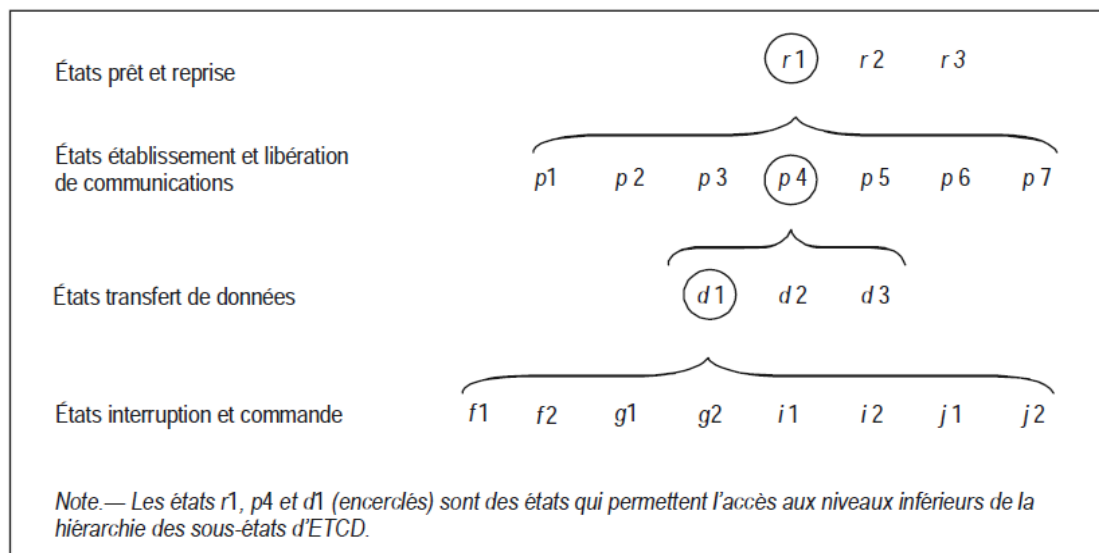 États prêt et reprise r1 r2 r3
États établissement et libération
de communications p1 p2 p3 p4 p5 p6 p7
États transfert de données d1 d2 d3
États interruption et commande f1 f2 g1 g2 i1 i2 j1 j2
Note.— Les états r1, p4 et d1 (encerclés) sont des états qui permettent l'accès aux niveaux inférieurs de la
hiérarchie des sous-états d'ETCD.